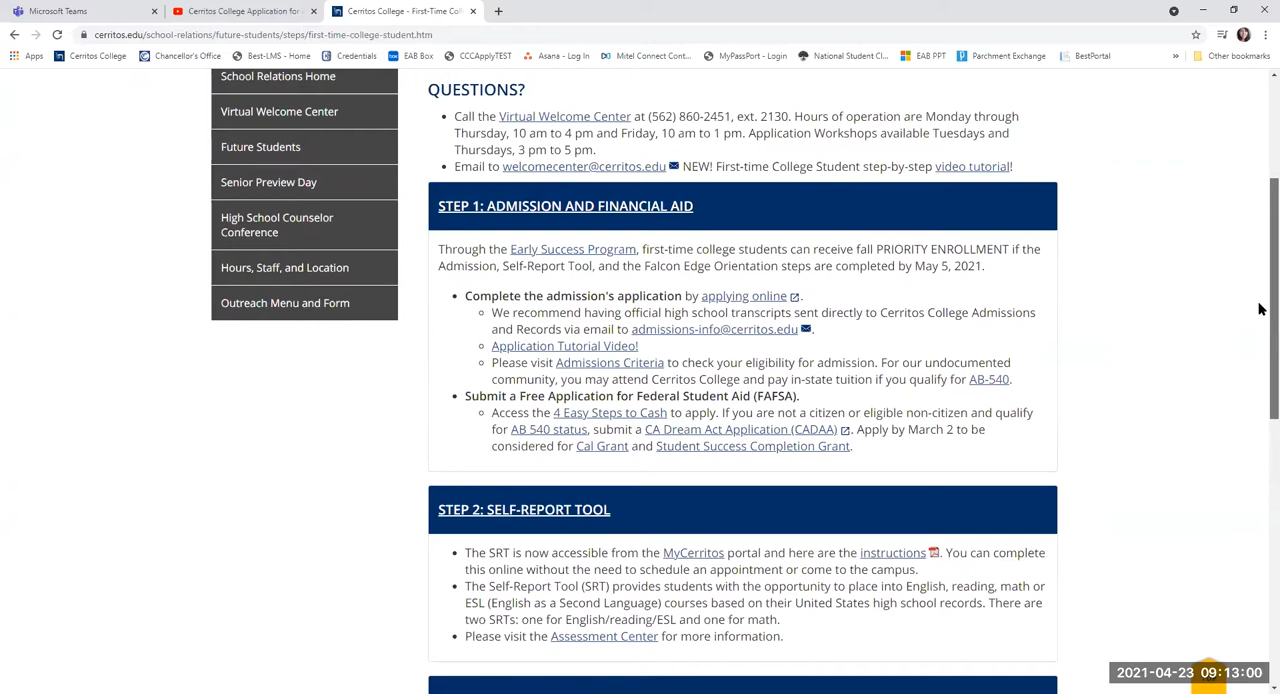 Microsoft Teams
Cerritos College Application for
Cerritos College - First-Time Co
cerritos.edu/school-relations/future-students/steps/first-time-college-student.htm
Apps
Cerritos College
Chancellor's Office
Best-LMS - Home
Credentials
EAB Box
CCCApplyTEST
Asana - Log In
Mitel Connect Cont...
MyPassPort - Login
National Student Cl...
EAB PPT
Parchment Exchange
BestPortal
»
Other bookmarks
School Relations Home
Virtual Welcome Center
Future Students
Senior Preview Day
High School Counselor
Conference
Hours, Staff, and Location
Outreach Menu and Form
QUESTIONS?
• Call the Virtual Welcome Center at (562) 860-2451, ext. 2130. Hours of operation are Monday through
Thursday, 10 am to 4 pm and Friday, 10 am to 1 pm. Application Workshops available Tuesdays and
Thursdays, 3 pm to 5 pm.
• Email to welcomecenter@cerritos.edu NEW! First-time College Student step-by-step video tutorial!
STEP 1: ADMISSION AND FINANCIAL AID
Through the Early Success Program, first-time college students can receive fall PRIORITY ENROLLMENT if the
Admission, Self-Report Tool, and the Falcon Edge Orientation steps are completed by May 5, 2021.
• Complete the admission's application by applying online .
We recommend having official high school transcripts sent directly to Cerritos College Admissions
and Records via email to admissions-info@cerritos.edu .
Application Tutorial Video!
Please visit Admissions Criteria to check your eligibility for admission. For our undocumented
community, you may attend Cerritos College and pay in-state tuition if you qualify for AB-540.
• Submit a Free Application for Federal Student Aid (FAFSA).
Access the 4 Easy Steps to Cash to apply. If you are not a citizen or eligible non-citizen and qualify
for AB 540 status, submit a CA Dream Act Application (CADAA) . Apply by March 2 to be
considered for Cal Grant and Student Success Completion Grant.
STEP 2: SELF-REPORT TOOL
• The SRT is now accessible from the MyCerritos portal and here are the instructions . You can complete
this online without the need to schedule an appointment or come to the campus.
• The Self-Report Tool (SRT) provides students with the opportunity to place into English, reading, math or
ESL (English as a Second Language) courses based on their United States high school records. There are
two SRTs: one for English/reading/ESL and one for math.
• Please visit the Assessment Center for more information.
2021-04-23 09:13:00